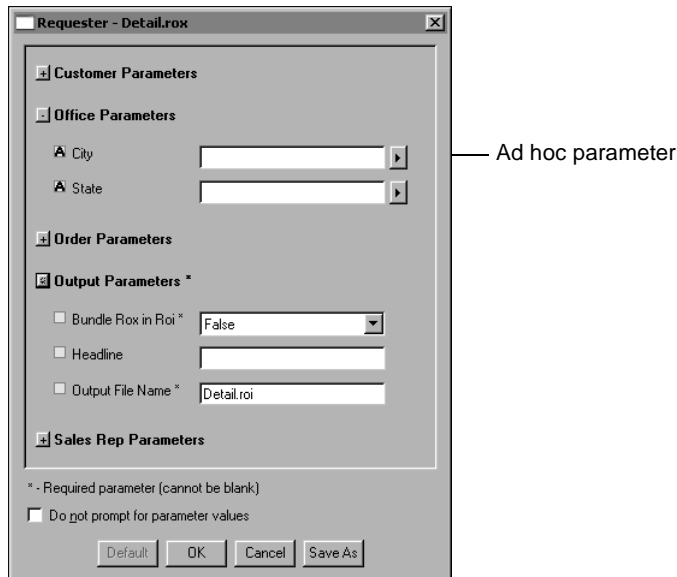 Requester - Detail.rox
Customer Parameters
Office Parameters
A City
Ad hoc parameter
A State
Order Parameters
Output Parameters *
Bundle Rox in Roi * False
Headline
Output File Name * Detail.roi
Sales Rep Parameters
* - Required parameter (cannot be blank)
Do not prompt for parameter values
Default OK Cancel Save As